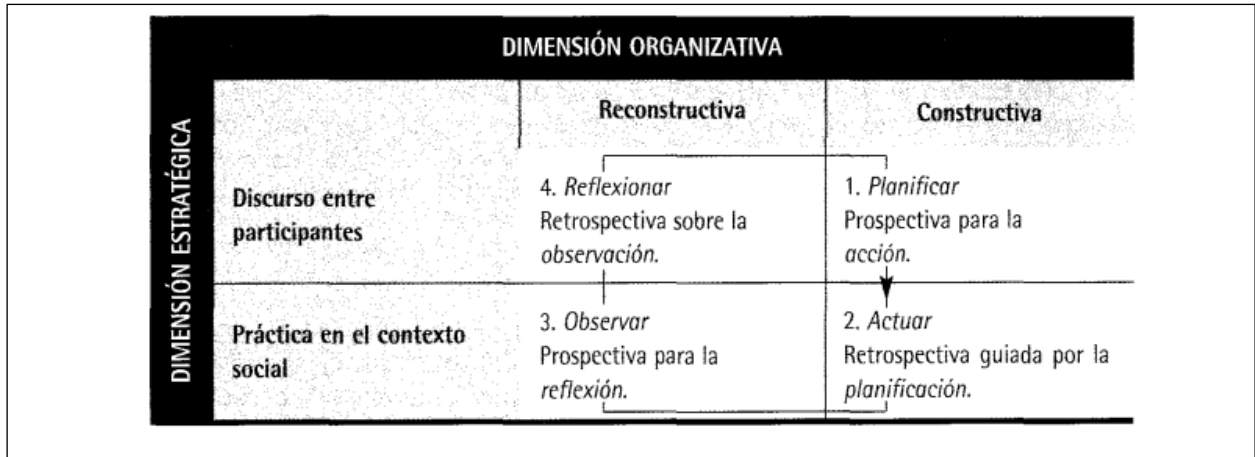 DIMENSIÓN ORGANIZATIVA
DIMENSIÓN ESTRATÉGICA
Reconstructiva
Constructiva
Discurso entre
participantes
4. Reflexionar
Retrospectiva sobre la
observación.
1. Planificar
Prospectiva para la
acción.
Práctica en el contexto
social
3. Observar
Prospectiva para la
reflexión.
2. Actuar
Retrospectiva guiada por la
planificación.